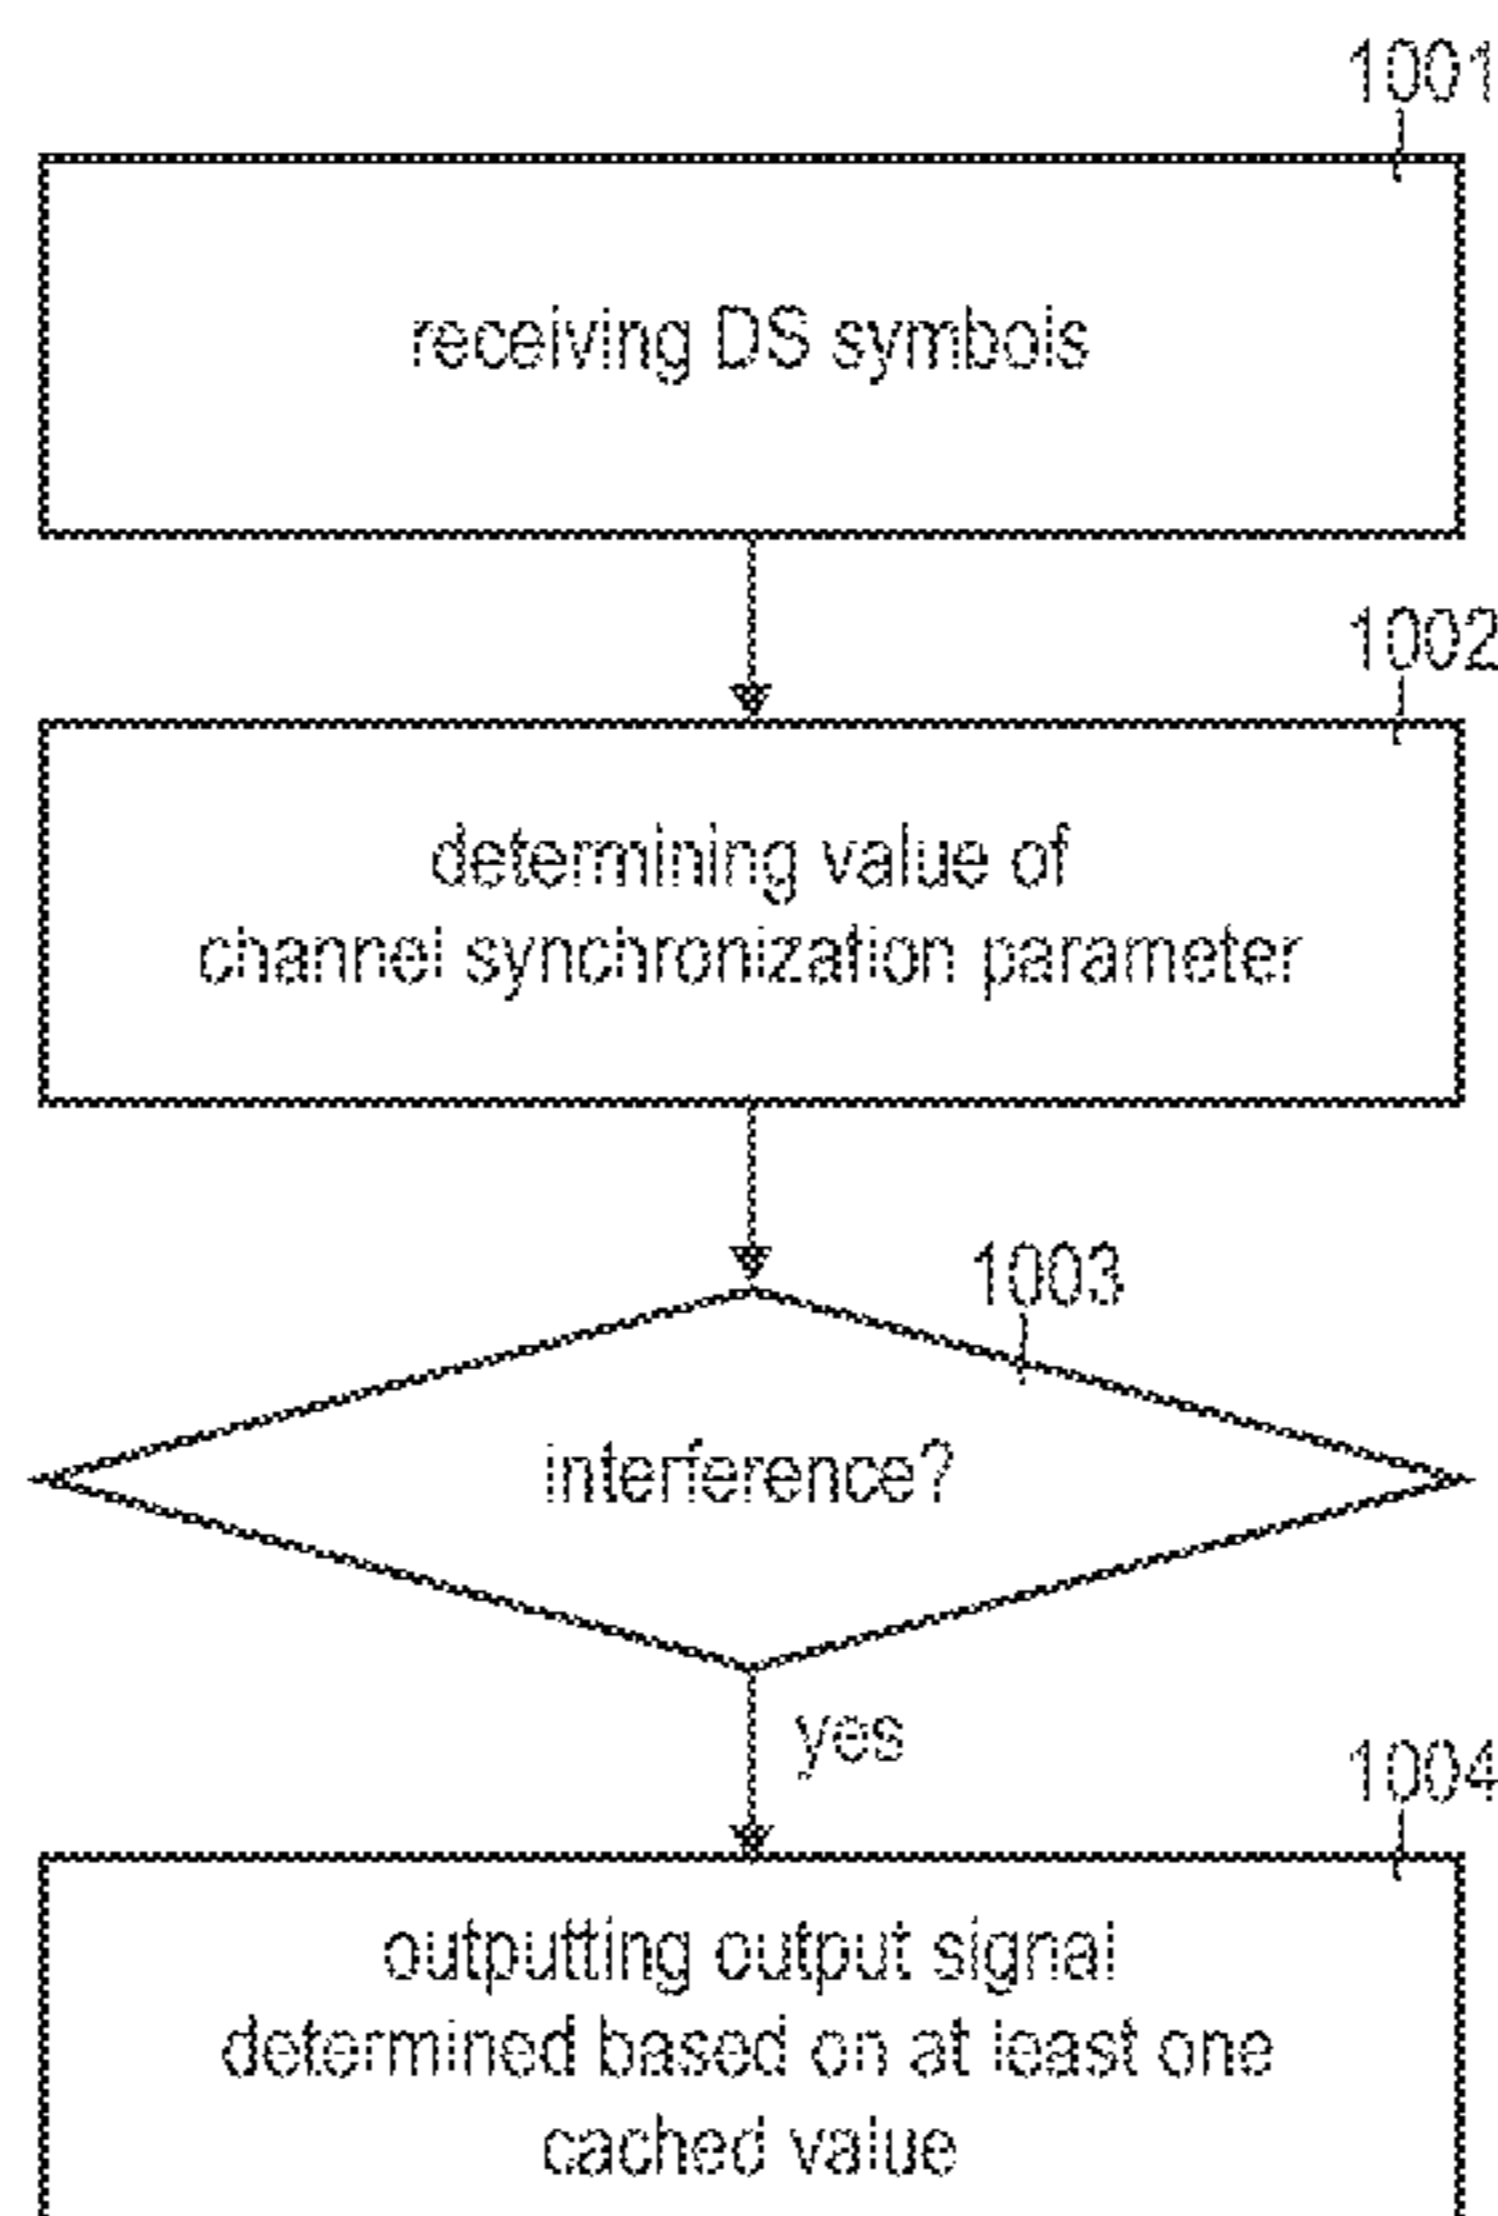 1001
receiving DS symbols
1002
determining value of
channel synchronization parameter
1003
interference?
yes
1004
outputting output signal
determined based on at least one
cached value